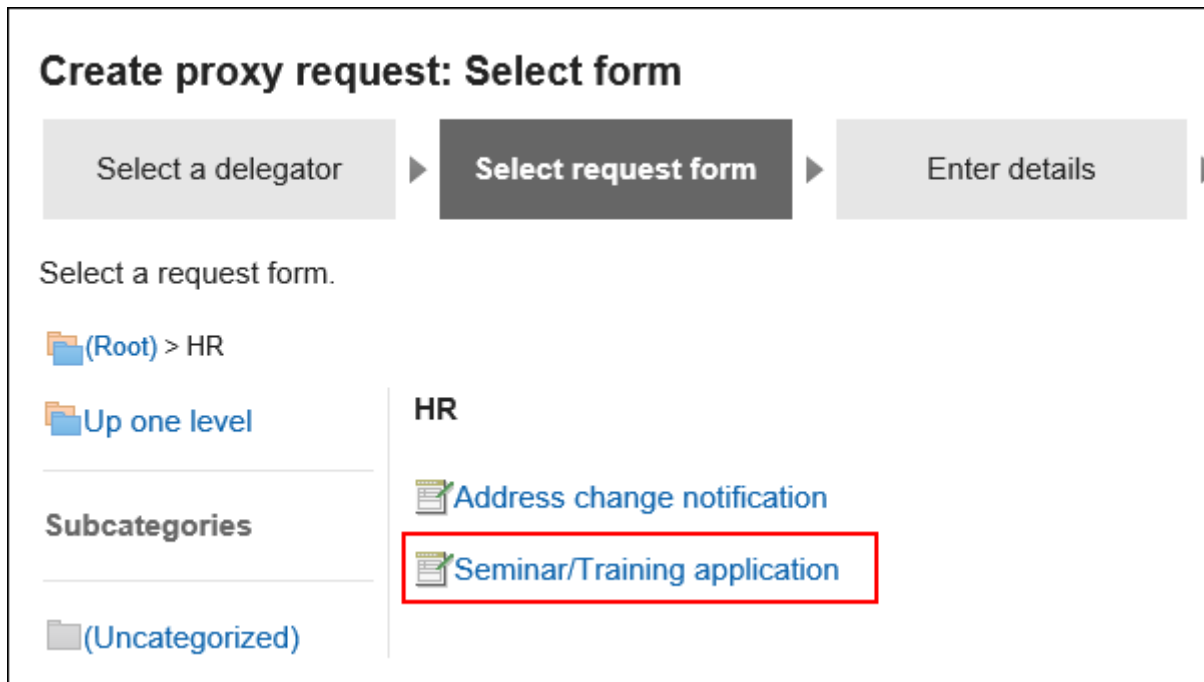 Create proxy request: Select form
Select a delegator
Select request form
Enter details
Select a request form.
(Root) > HR
Up one level
Subcategories
(Uncategorized)
HR
Address change notification
Seminar/Training application